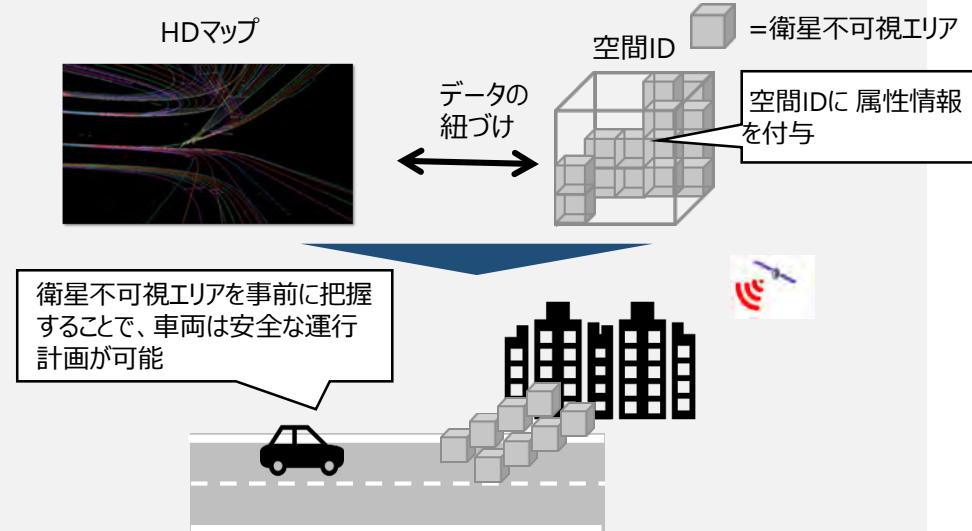 HDマップ
データの
紐づけ
空間ID
=衛星不可視エリア
空間IDに 属性情報
を付与
衛星不可視エリアを事前に把握
することで、車両は安全な運行
計画が可能